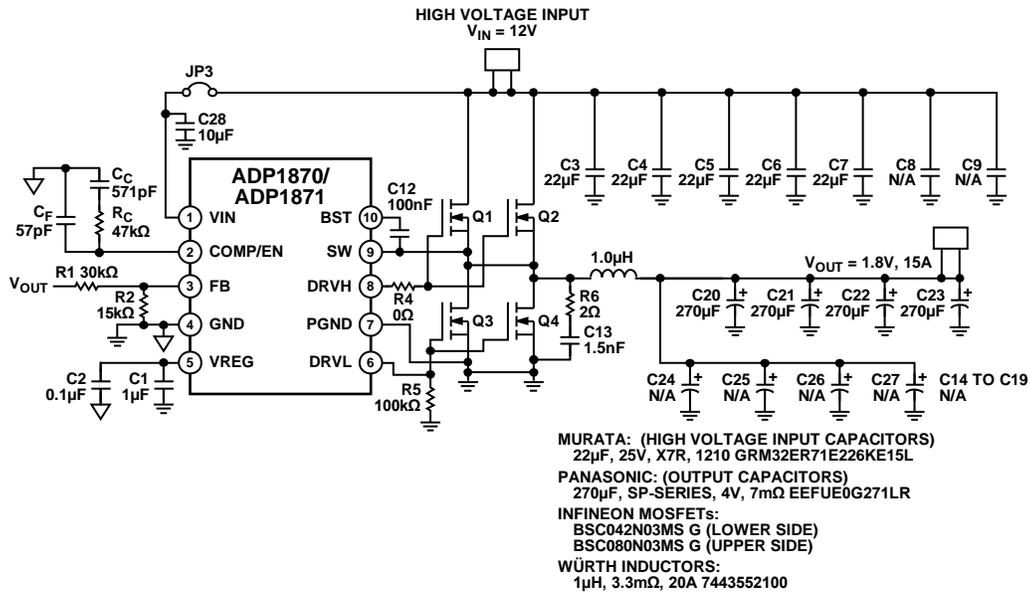 HIGH VOLTAGE INPUT
V_IN = 12V
JP3
C28
10µF
ADP1870/
ADP1871
C_C
571pF
C_F
57pF
R_C
47kΩ
1
VIN
2
COMP/EN
V_OUT
R1 30kΩ
3
FB
R2
15kΩ
4
GND
5
VREG
C2
0.1µF
C1
1µF
BST
10
SW
9
DRVH
8
PGND
7
DRVL
6
C12
100nF
R4
0Ω
R5
100kΩ
Q1
Q2
Q3
Q4
C3
22µF
C4
22µF
C5
22µF
C6
22µF
C7
22µF
C8
N/A
C9
N/A
1.0µH
R6
2Ω
C13
1.5nF
V_OUT = 1.8V, 15A
C20
270µF
+
C21
270µF
+
C22
270µF
+
C23
270µF
+
C24
N/A
+
C25
N/A
+
C26
N/A
+
C27
N/A
+
C14 TO C19
N/A
MURATA: (HIGH VOLTAGE INPUT CAPACITORS)
22µF, 25V, X7R, 1210 GRM32ER71E226KE15L
PANASONIC: (OUTPUT CAPACITORS)
270µF, SP-SERIES, 4V, 7mΩ EEFUE0G271LR
INFINEON MOSFETs:
BSC042N03MS G (LOWER SIDE)
BSC080N03MS G (UPPER SIDE)
WÜRTH INDUCTORS:
1µH, 3.3mΩ, 20A 7443552100